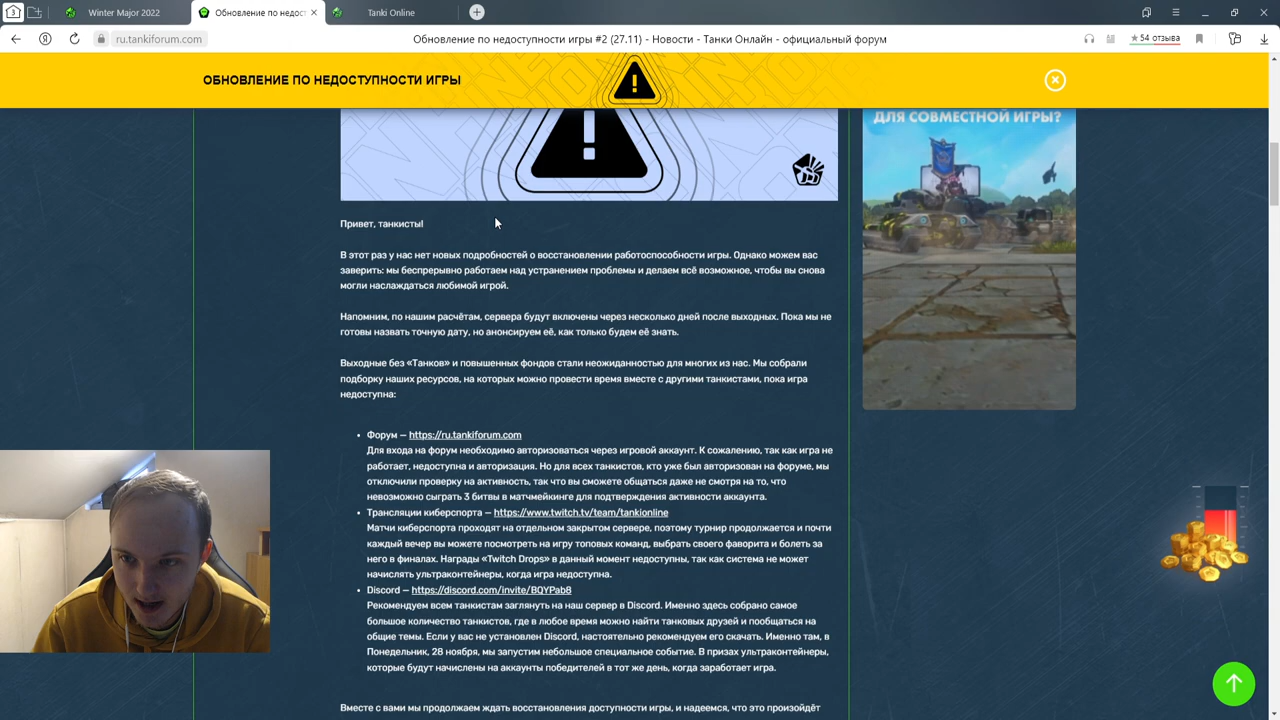 3
Winter Major 2022
Обновление по недост
Tanki Online
ru.tankiforum.com
Обновление по недоступности игры #2 (27.11) - Новости - Танки Онлайн - официальный форум
★ 54 отзыва
ОБНОВЛЕНИЕ ПО НЕДОСТУПНОСТИ ИГРЫ
ДЛЯ СОВМЕСТНОЙ ИГРЫ?
Привет, танкисты!
В этот раз у нас нет новых подробностей о восстановлении работоспособности игры. Однако можем вас
заверить: мы беспрерывно работаем над устранением проблемы и делаем всё возможное, чтобы вы снова
могли наслаждаться любимой игрой.
Напомним, по нашим расчётам, сервера будут включены через несколько дней после выходных. Пока мы не
готовы назвать точную дату, но анонсируем её, как только будем её знать.
Выходные без «Танков» и повышенных фондов стали неожиданностью для многих из нас. Мы собрали
подборку наших ресурсов, на которых можно провести время вместе с другими танкистами, пока игра
недоступна:
• Форум — https://ru.tankiforum.com
Для входа на форум необходимо авторизоваться через игровой аккаунт. К сожалению, так как игра не
работает, недоступна и авторизация. Но для всех танкистов, кто уже был авторизован на форуме, мы
отключили проверку на активность, так что вы сможете общаться даже не смотря на то, что
невозможно сыграть 3 битвы в матчмейкинге для подтверждения активности аккаунта.
• Трансляции киберспорта — https://www.twitch.tv/team/tankionline
Матчи киберспорта проходят на отдельном закрытом сервере, поэтому турнир продолжается и почти
каждый вечер вы можете посмотреть на игру топовых команд, выбрать своего фаворита и болеть за
него в финалах. Награды «Twitch Drops» в данный момент недоступны, так как система не может
начислять ультраконтейнеры, когда игра недоступна.
• Discord — https://discord.com/invite/BQYPab8
Рекомендуем всем танкистам заглянуть на наш сервер в Discord. Именно здесь собрано самое
большое количество танкистов, где в любое время можно найти танковых друзей и пообщаться на
общие темы. Если у вас не установлен Discord, настоятельно рекомендуем его скачать. Именно там, в
Понедельник, 28 ноября, мы запустим небольшое специальное событие. В призах ультраконтейнеры,
которые будут начислены на аккаунты победителей в тот же день, когда заработает игра.
Вместе с вами мы продолжаем ждать восстановления доступности игры, и надеемся, что это произойдёт